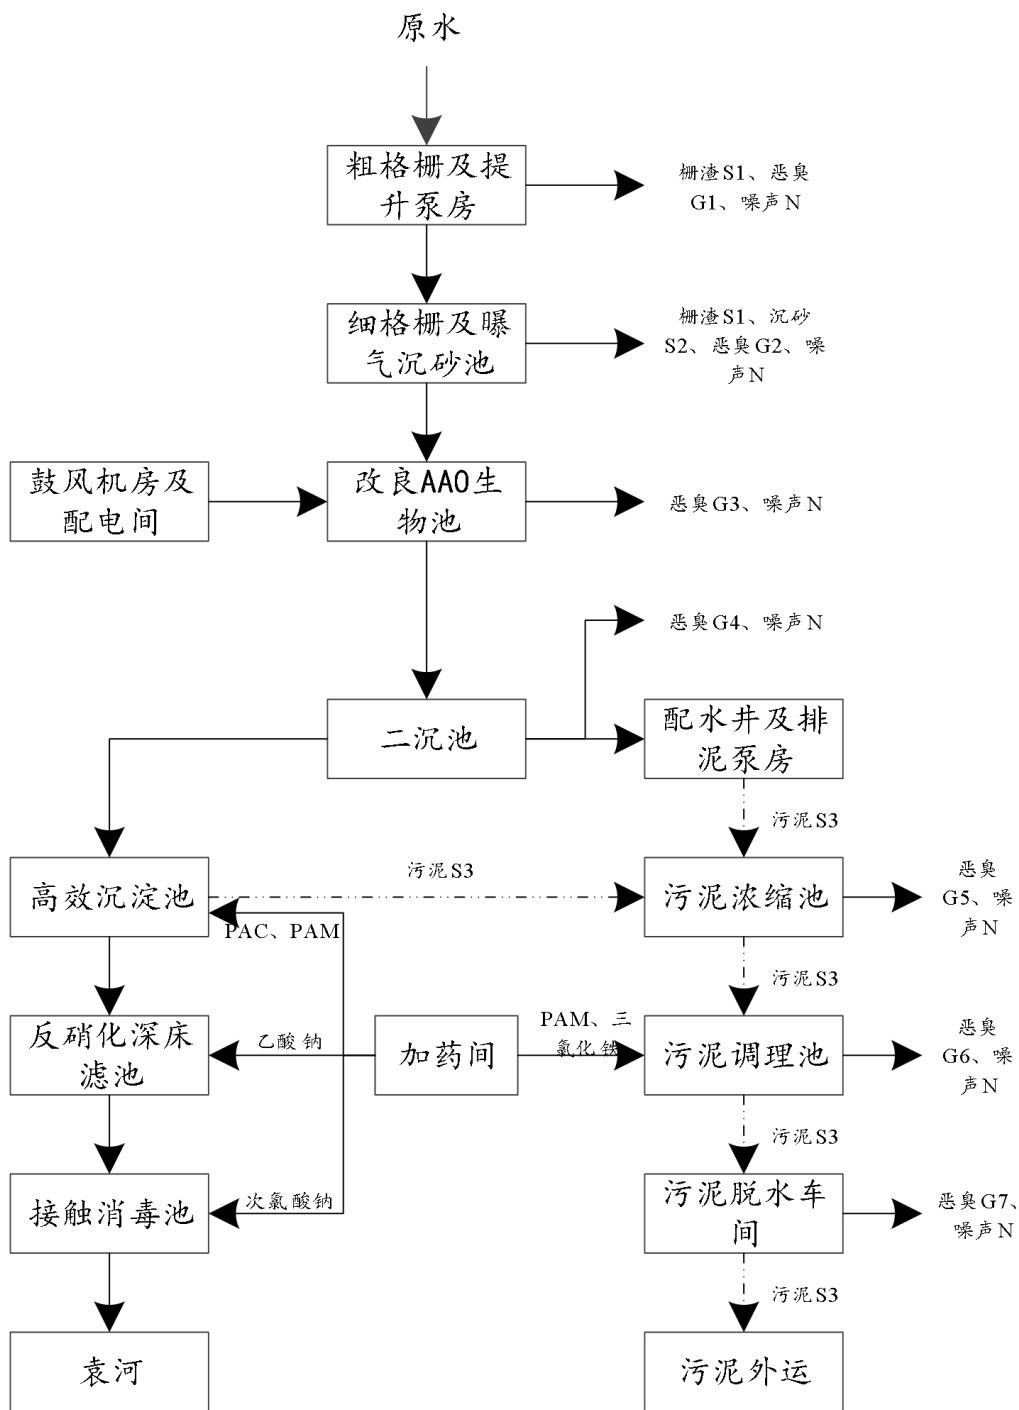 原水
粗格栅及提
升泵房
栅渣S1、恶臭
G1、噪声N
细格栅及曝
气沉砂池
栅渣S1、沉砂
S2、恶臭G2、噪
声N
鼓风机房及
配电间
改良AAO生
物池
恶臭G3、噪声N
恶臭G4、噪声N
二沉池
配水井及排
泥泵房
污泥S3
高效沉淀池
污泥S3
污泥浓缩池
恶臭
G5、噪
声N
PAC、PAM
污泥S3
反硝化深床
滤池
乙酸钠
加药间
PAM、三
氯化铁
污泥调理池
恶臭
G6、噪
声N
污泥S3
接触消毒池
次氯酸钠
污泥脱水车
间
恶臭G7、
噪声N
污泥S3
袁河
污泥外运